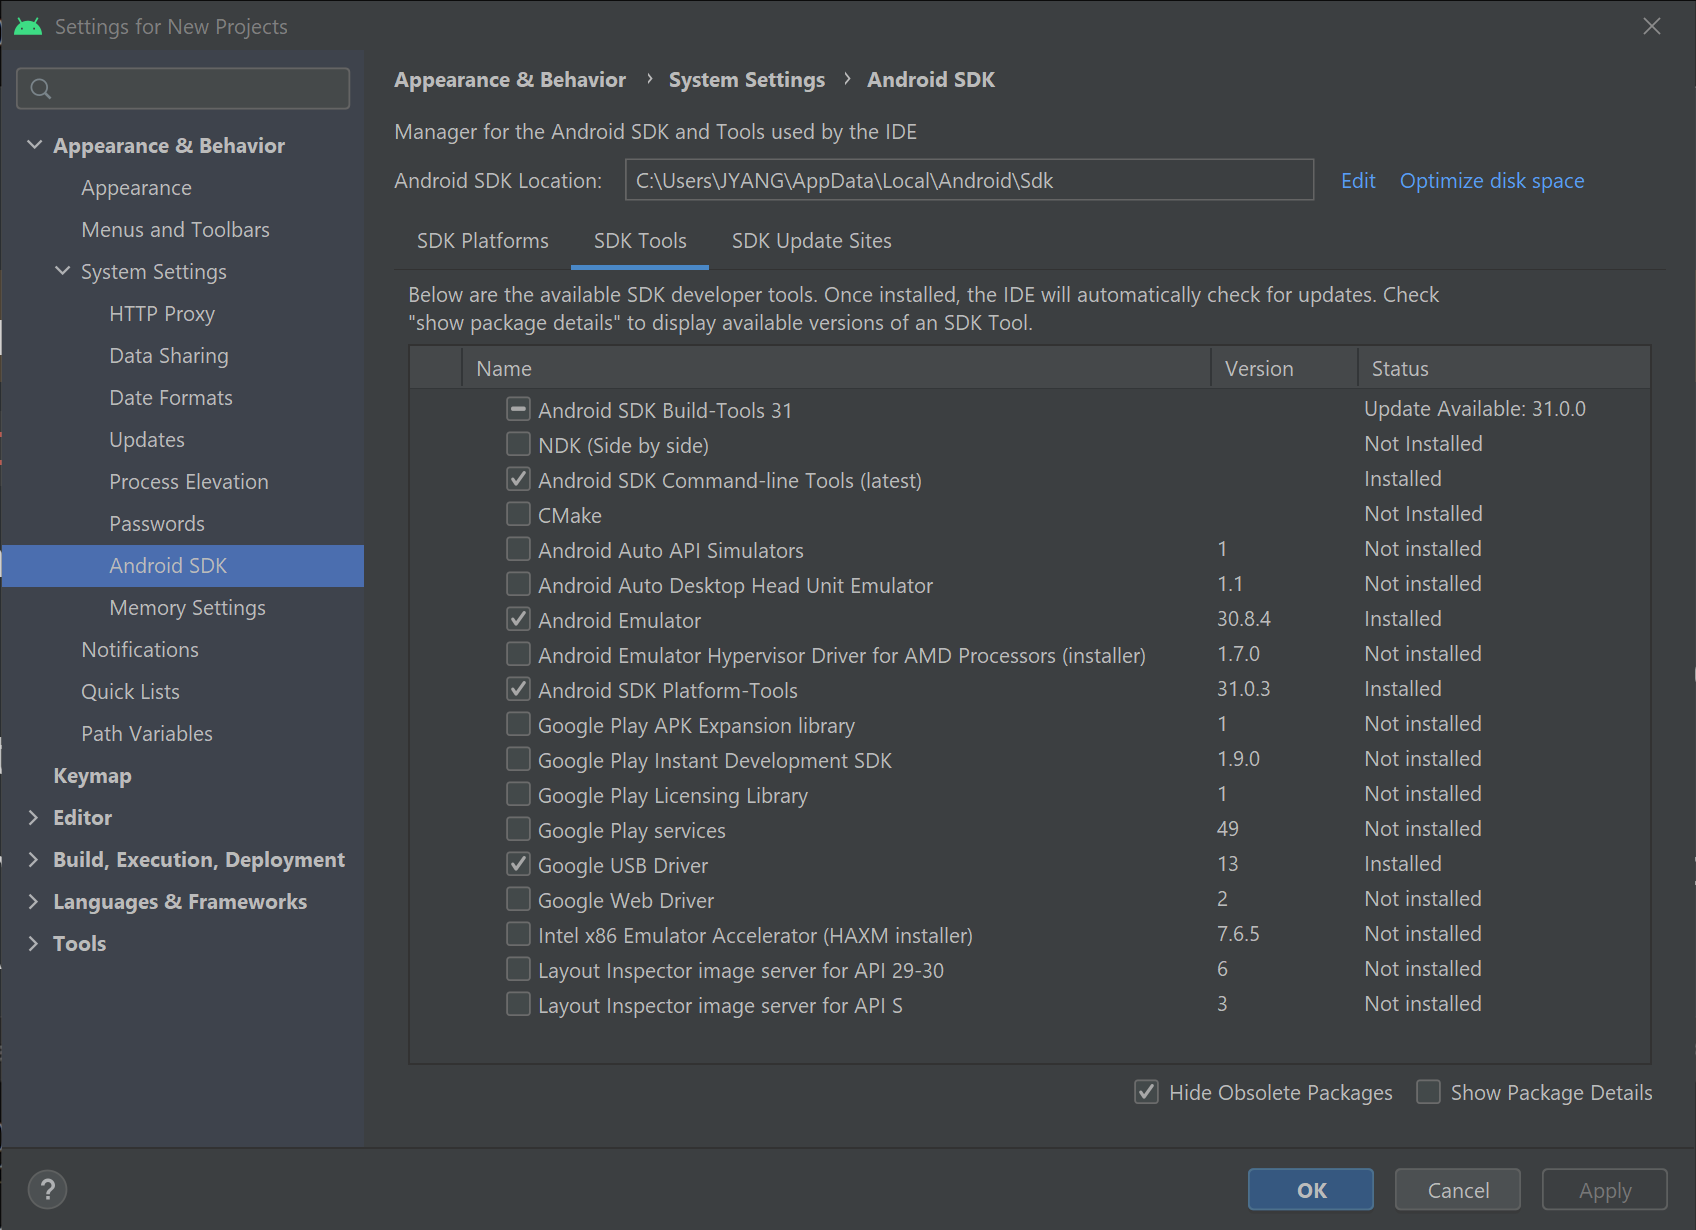 Settings for New Projects
Appearance & Behavior
Appearance
Menus and Toolbars
System Settings
HTTP Proxy
Data Sharing
Date Formats
Updates
Process Elevation
Passwords
Android SDK
Memory Settings
Notifications
Quick Lists
Path Variables
Keymap
Editor
Build, Execution, Deployment
Languages & Frameworks
Tools
Appearance & Behavior › System Settings › Android SDK
Manager for the Android SDK and Tools used by the IDE
Android SDK Location: C:\Users\JYANG\AppData\Local\Android\Sdk Edit Optimize disk space
SDK Platforms SDK Tools SDK Update Sites
Below are the available SDK developer tools. Once installed, the IDE will automatically check for updates. Check
"show package details" to display available versions of an SDK Tool.
Name Version Status
Android SDK Build-Tools 31 Update Available: 31.0.0
NDK (Side by side) Not Installed
Android SDK Command-line Tools (latest) Installed
CMake Not Installed
Android Auto API Simulators 1 Not installed
Android Auto Desktop Head Unit Emulator 1.1 Not installed
Android Emulator 30.8.4 Installed
Android Emulator Hypervisor Driver for AMD Processors (installer) 1.7.0 Not installed
Android SDK Platform-Tools 31.0.3 Installed
Google Play APK Expansion library 1 Not installed
Google Play Instant Development SDK 1.9.0 Not installed
Google Play Licensing Library 1 Not installed
Google Play services 49 Not installed
Google USB Driver 13 Installed
Google Web Driver 2 Not installed
Intel x86 Emulator Accelerator (HAXM installer) 7.6.5 Not installed
Layout Inspector image server for API 29-30 6 Not installed
Layout Inspector image server for API S 3 Not installed
Hide Obsolete Packages Show Package Details
? OK Cancel Apply